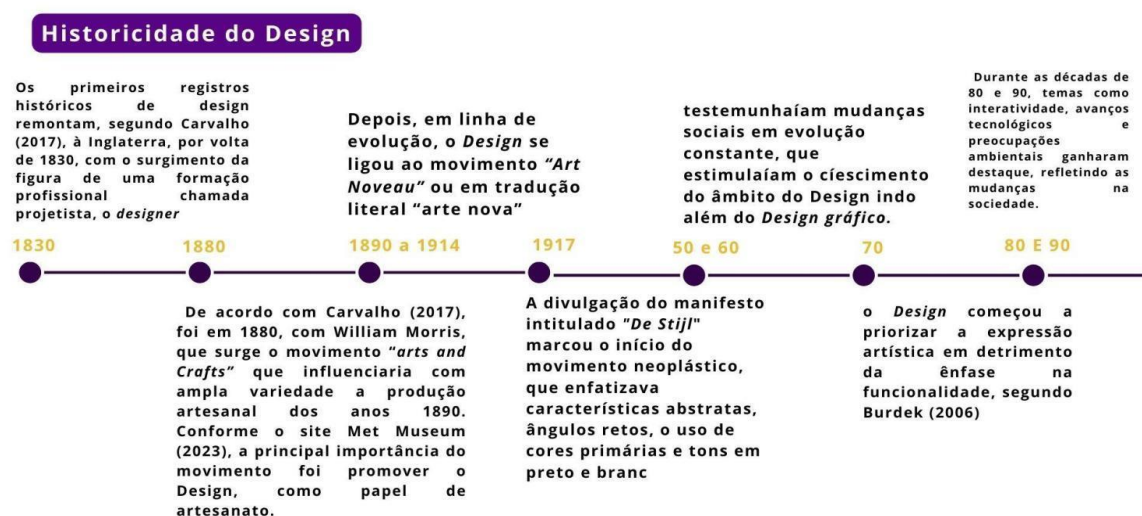 Historicidade do Design
Os primeiros registros
históricos de design
remontam, segundo Carvalho
(2017), à Inglaterra, por volta
de 1830, com o surgimento da
figura de uma formação
profissional chamada
projetista, o designer
1830
1880
De acordo com Carvalho (2017),
foi em 1880, com William Morris,
que surge o movimento "arts and
Crafts" que influenciaria com
ampla variedade a produção
artesanal dos anos 1890.
Conforme o site Met Museum
(2023), a principal importância do
movimento foi promover o
Design, como papel de
artesanato.
Depois, em linha de
evolução, o Design se
ligou ao movimento "Art
Noveau" ou em tradução
literal "arte nova"
1890 a 1914
1917
A divulgação do manifesto
intitulado "De Stijl"
marcou o início do
movimento neoplástico,
que enfatizava
características abstratas,
ângulos retos, o uso de
cores primárias e tons em
preto e branc
testemunhaíam mudanças
sociais em evolução
constante, que
estimulaíam o cíescimento
do âmbito do Design indo
além do Design gráfico.
50 e 60
70
o Design começou a
priorizar a expressão
artística em detrimento
da ênfase na
funcionalidade, segundo
Burdek (2006)
Durante as décadas de
80 e 90, temas como
interatividade, avanços
tecnológicos e
preocupações
ambientais ganharam
destaque, refletindo as
mudanças na
sociedade.
80 E 90